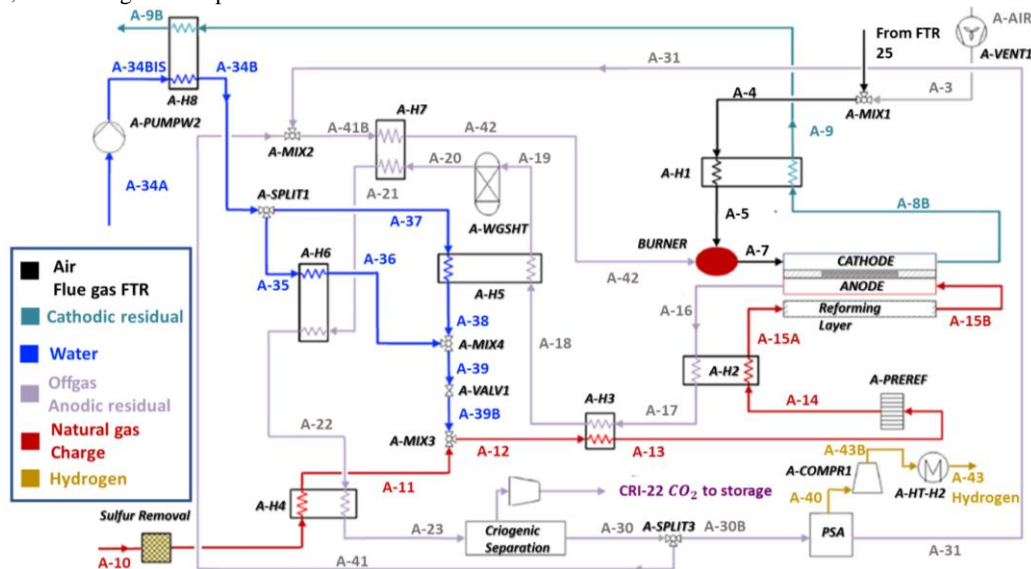 A-9B
A-AIR
From FTR
25
A-VENT1
A-34BIS
A-34B
A-31
A-4
A-3
A-H8
A-MIX1
A-PUMPW2
A-H7
A-41B
A-42
A-9
A-MIX2
A-20
A-19
A-H1
A-34A
A-21
A-SPLIT1
A-37
A-WGSHT
A-5
A-8B
BURNER
A-7
CATHODE
ANODE
A-H6
A-36
A-35
A-H5
A-42
A-16
Reforming
Layer
A-15B
A-38
A-MIX4
A-18
A-15A
A-39
A-H2
A-VALV1
A-PREREF
A-39B
A-H3
A-14
A-17
A-22
A-MIX3
A-12
A-13
A-43B
A-COMPR1
A-11
A-43
Hydrogen
A-40
A-HT-H2
CRI-22 CO₂ to storage
A-H4
A-23
Criogenic
Separation
A-30
A-SPLIT3
A-30B
PSA
A-31
A-41
Sulfur Removal
A-10
Air
Flue gas FTR
Cathodic residual
Water
Offgas
Anodic residual
Natural gas
Charge
Hydrogen